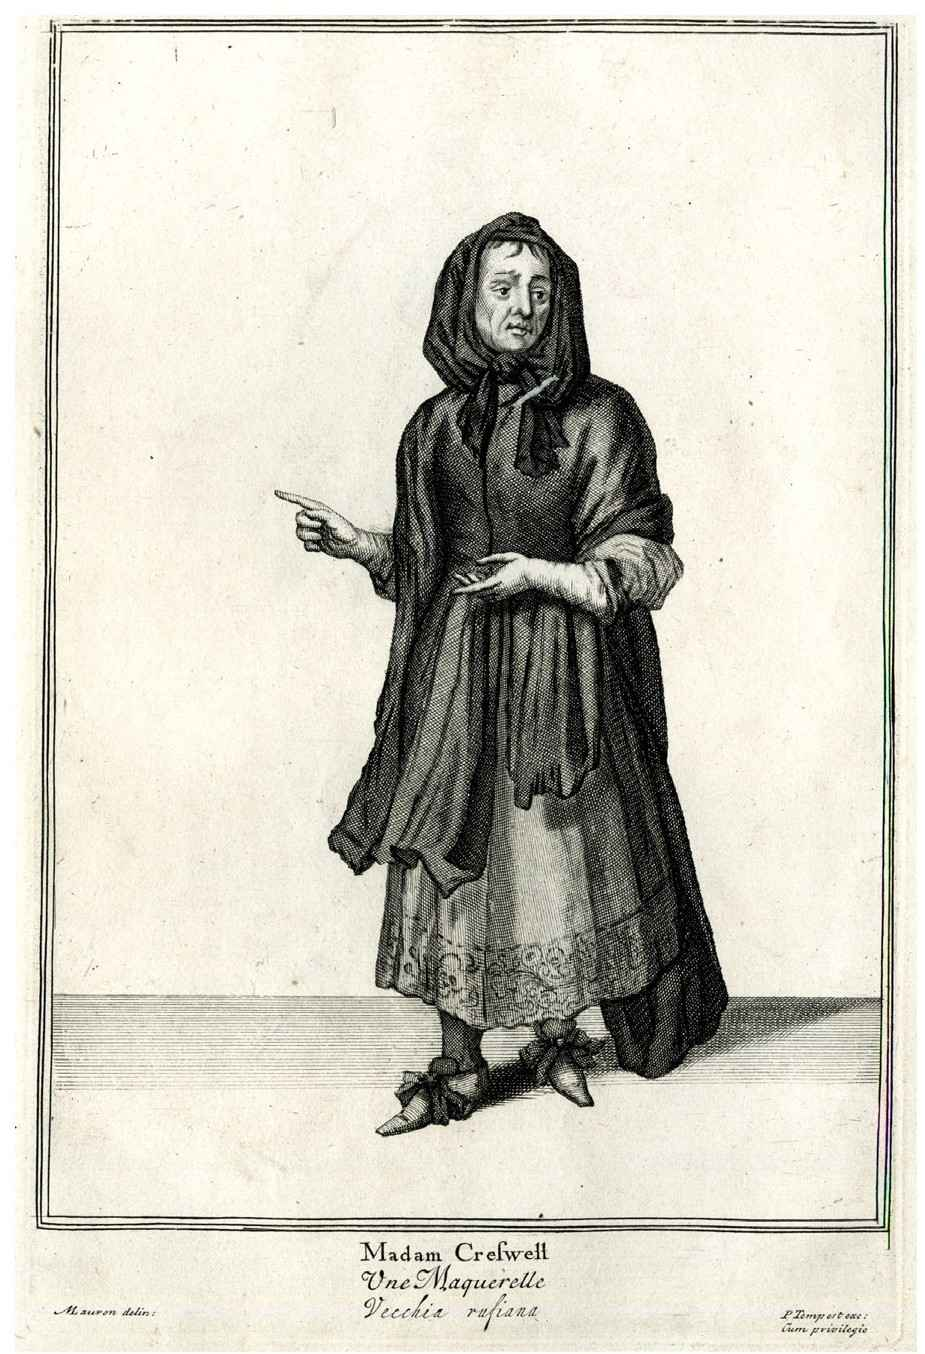 Madam Creſwell
Une Maquerelle
Vecchia rufiana
Mauron delin:
P Tempest exc:
Cum privilegio